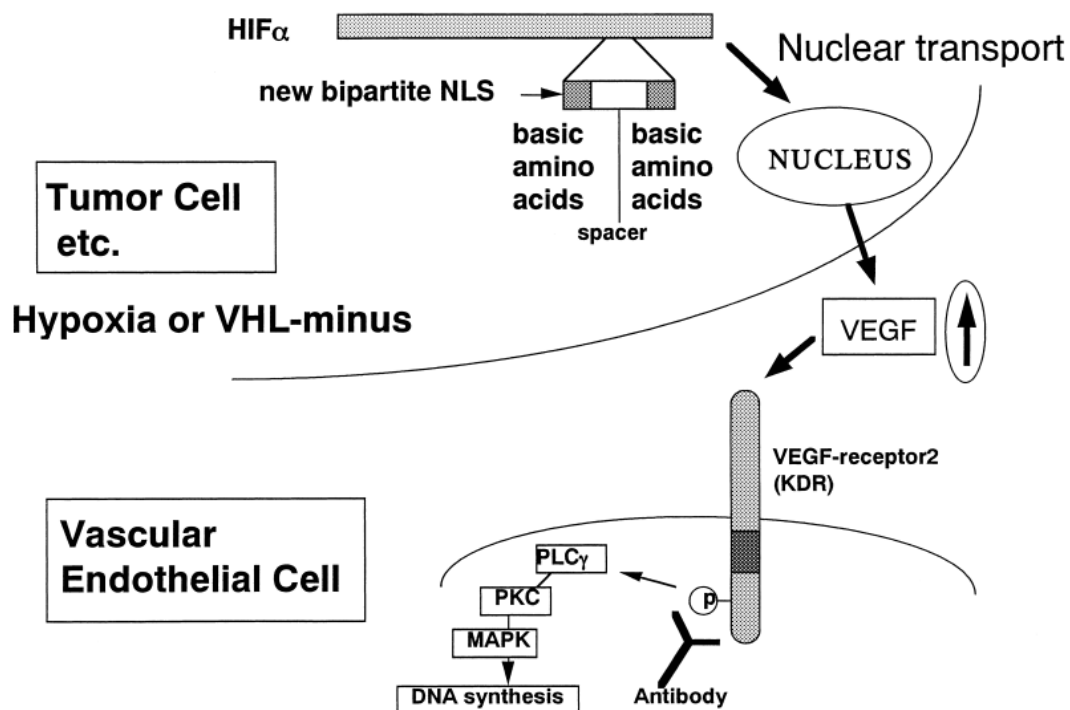 HIFα
Nuclear transport
new bipartite NLS
basic
amino
acids
basic
amino
acids
spacer
NUCLEUS
Tumor Cell
etc.
Hypoxia or VHL-minus
VEGF
VEGF-receptor2
(KDR)
Vascular
Endothelial Cell
PLCγ
PKC
MAPK
DNA synthesis
p
Antibody